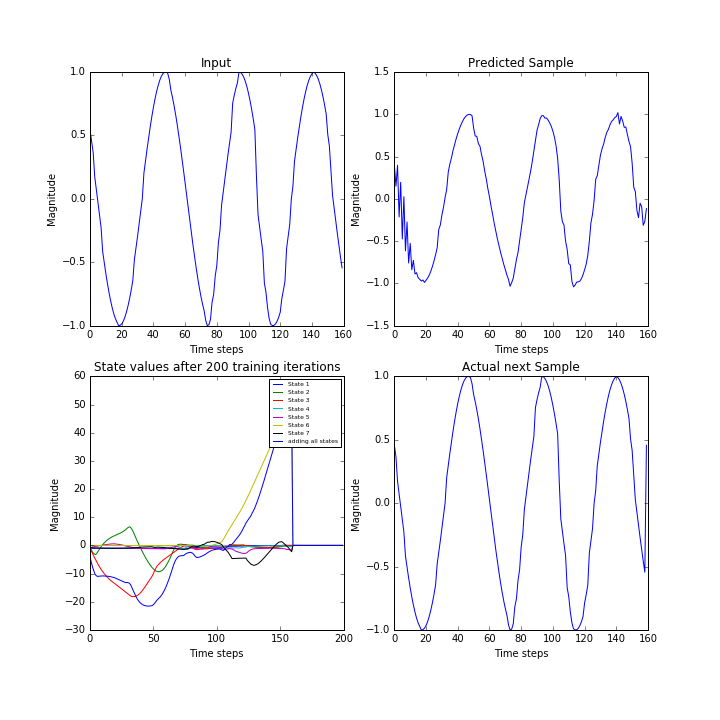 Input
Magnitude
1.0
0.5
0.0
−0.5
−1.0
0 20 40 60 80 100 120 140 160
Time steps
Predicted Sample
Magnitude
1.5
1.0
0.5
0.0
−0.5
−1.0
−1.5
0 20 40 60 80 100 120 140 160
Time steps
State values after 200 training iterations
Magnitude
60
50
40
30
20
10
0
−10
−20
−30
0 50 100 150 200
Time steps
State 1
State 2
State 3
State 4
State 5
State 6
State 7
adding all states
Actual next Sample
Magnitude
1.0
0.5
0.0
−0.5
−1.0
0 20 40 60 80 100 120 140 160
Time steps